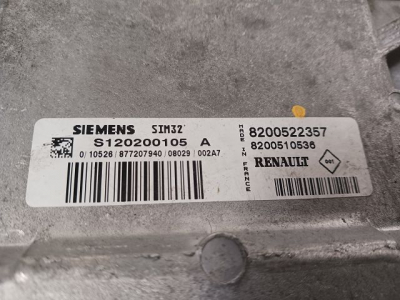 SIEMENS SIM32
S120200105 A
0/10526/877207940/08029/002A7
MADE IN FRANCE
8200522357
8200510536
RENAULT